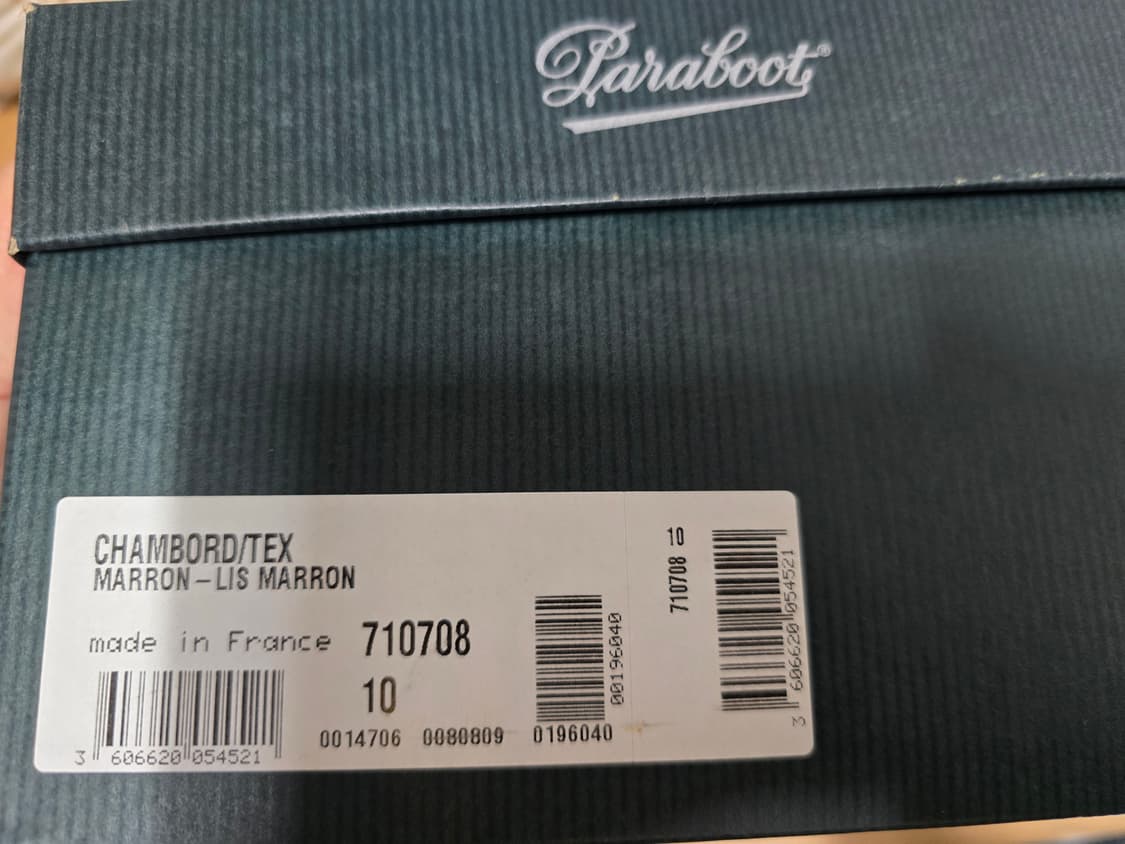 Paraboot®
CHAMBORD/TEX
MARRON–LIS MARRON
made in France 710708
10
0014706 0080809 0196040
3 606620 054521
00196040
710708 10
3 606620 054521